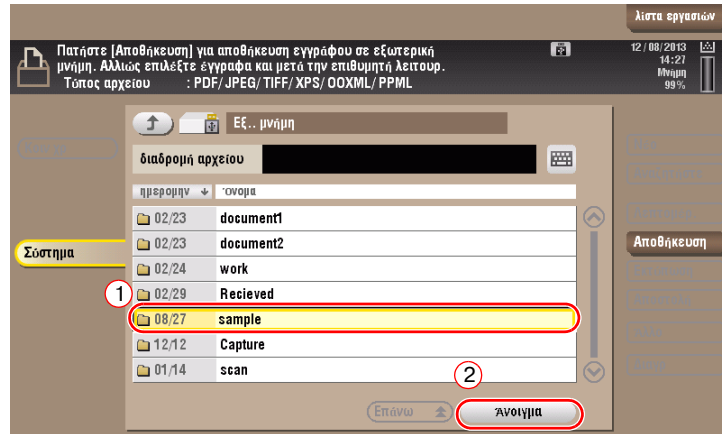 λίστα εργασιών
Πατήστε [Αποθήκευση] για αποθήκευση εγγράφου σε εξωτερική
μνήμη. Αλλιώς επιλέξτε έγγραφα και μετά την επιθυμητή λειτουρ.
Τύπος αρχείου : PDF/JPEG/TIFF/XPS/OOXML/PPML
12/08/2013
14:27
Μνήμη
99%
Εξ.. μνήμη
διαδρομή αρχείου
ημερομην Όνομα
02/23 document1
02/23 document2
02/24 work
02/29 Recieved
08/27 sample
12/12 Capture
01/14 scan
Σύστημα
Αποθήκευση
1
2
Επάνω
Άνοιγμα